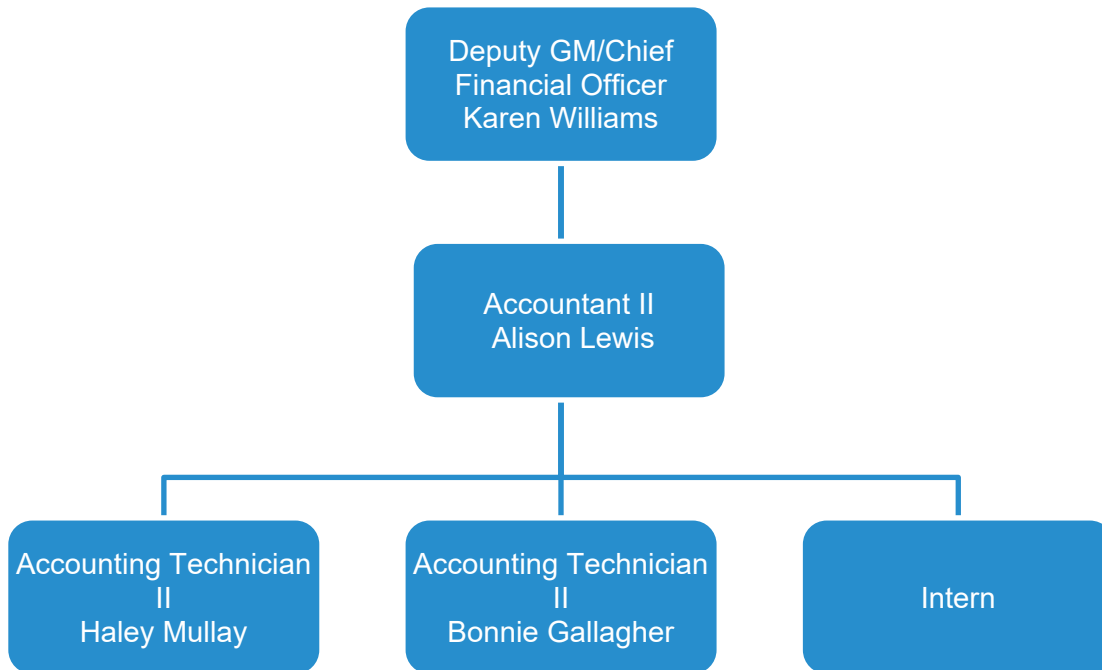 Deputy GM/Chief
Financial Officer
Karen Williams
Accountant II
Alison Lewis
Accounting Technician
II
Haley Mullay
Accounting Technician
II
Bonnie Gallagher
Intern